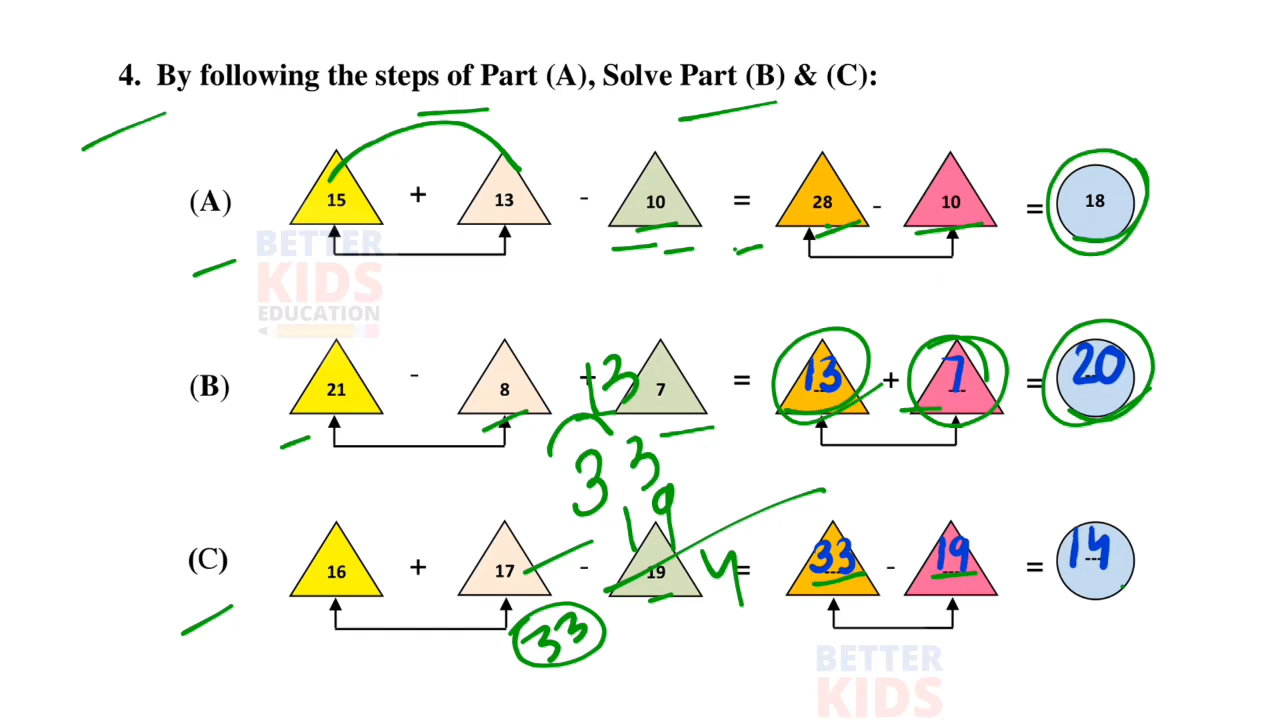 4. By following the steps of Part (A), Solve Part (B) & (C):
(A) 15 + 13 - 10 = 28 - 10 = 18
BETTER
KIDS
EDUCATION
(B) 21 - 8 + 7 = 13 + 7 = 20
13
33
19
4
(C) 16 + 17 - 19 = 33 - 19 = 14
33
BETTER
KIDS